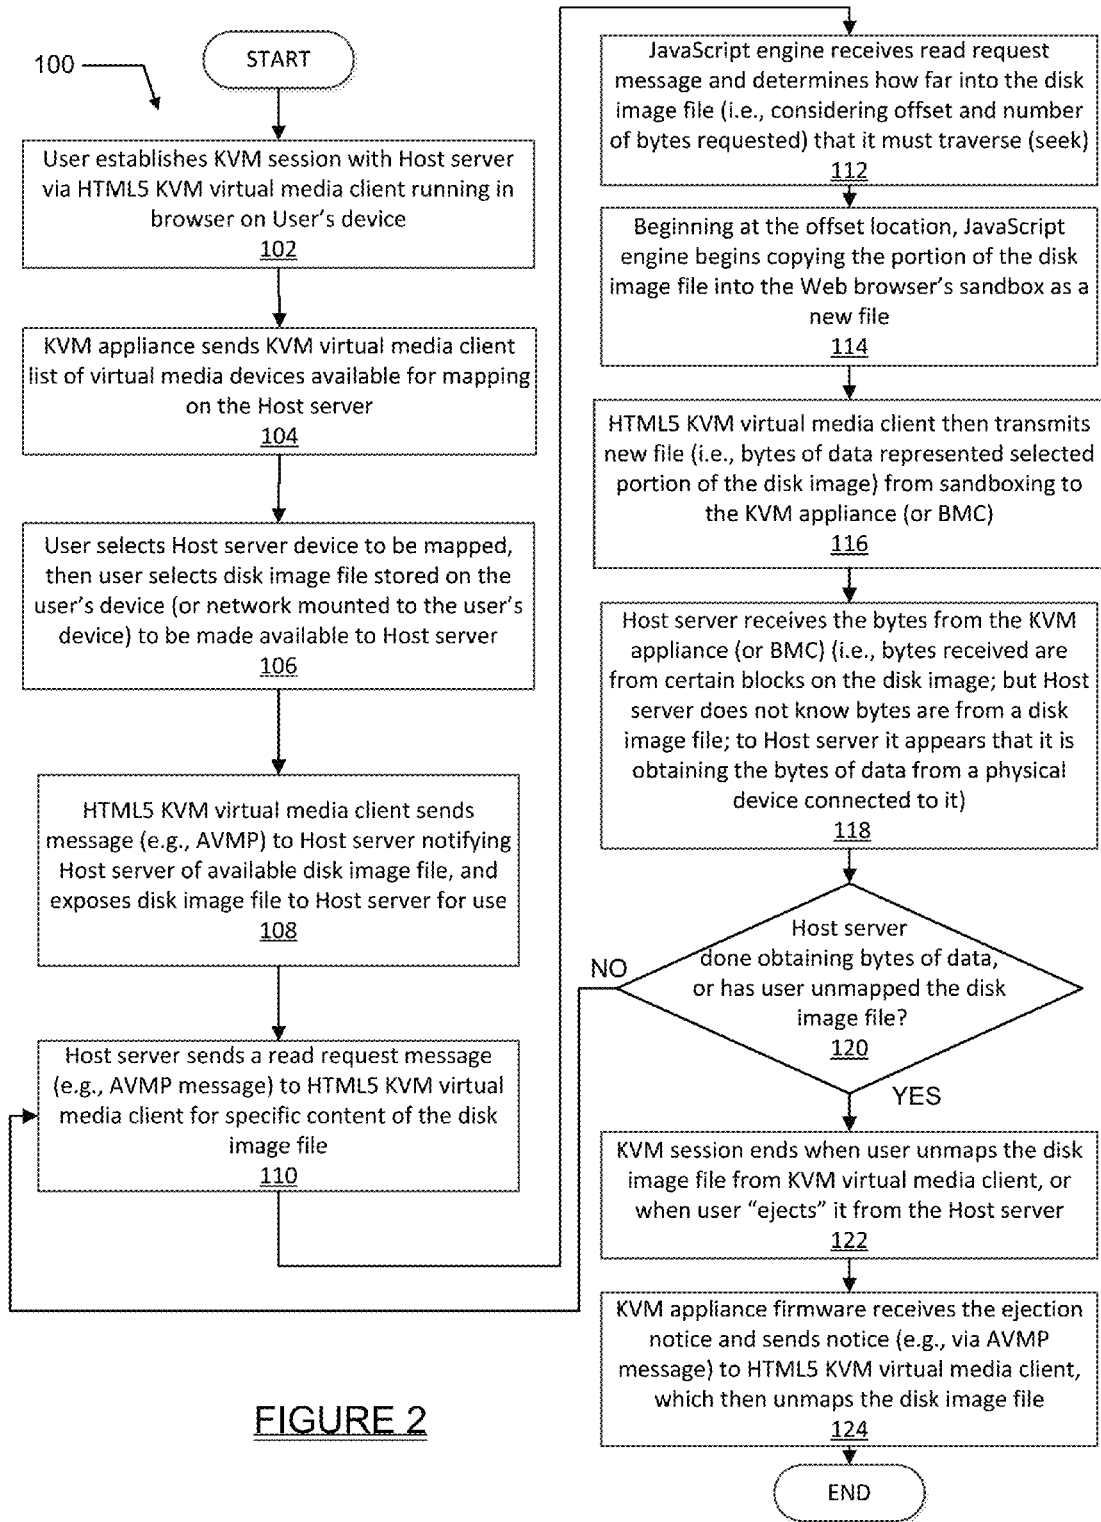 100
START
User establishes KVM session with Host server
via HTML5 KVM virtual media client running in
browser on User's device
102
KVM appliance sends KVM virtual media client
list of virtual media devices available for mapping
on the Host server
104
User selects Host server device to be mapped,
then user selects disk image file stored on the
user's device (or network mounted to the user's
device) to be made available to Host server
106
HTML5 KVM virtual media client sends
message (e.g., AVMP) to Host server notifying
Host server of available disk image file, and
exposes disk image file to Host server for use
108
Host server sends a read request message
(e.g., AVMP message) to HTML5 KVM virtual
media client for specific content of the disk
image file
110
JavaScript engine receives read request
message and determines how far into the disk
image file (i.e., considering offset and number
of bytes requested) that it must traverse (seek)
112
Beginning at the offset location, JavaScript
engine begins copying the portion of the disk
image file into the Web browser's sandbox as a
new file
114
HTML5 KVM virtual media client then transmits
new file (i.e., bytes of data represented selected
portion of the disk image) from sandboxing to
the KVM appliance (or BMC)
116
Host server receives the bytes from the KVM
appliance (or BMC) (i.e., bytes received are
from certain blocks on the disk image; but Host
server does not know bytes are from a disk
image file; to Host server it appears that it is
obtaining the bytes of data from a physical
device connected to it)
118
Host server
done obtaining bytes of data,
or has user unmapped the disk
image file?
120
NO
YES
KVM session ends when user unmaps the disk
image file from KVM virtual media client, or
when user "ejects" it from the Host server
122
KVM appliance firmware receives the ejection
notice and sends notice (e.g., via AVMP
message) to HTML5 KVM virtual media client,
which then unmaps the disk image file
124
END
FIGURE 2